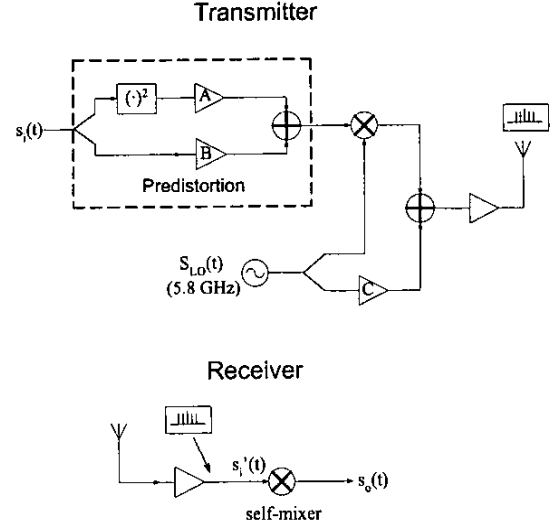 Transmitter
(·)²
A
s_i(t)
B
Predistortion
S_LO(t)
(5.8 GHz)
C
Receiver
s_i'(t)
s_o(t)
self-mixer